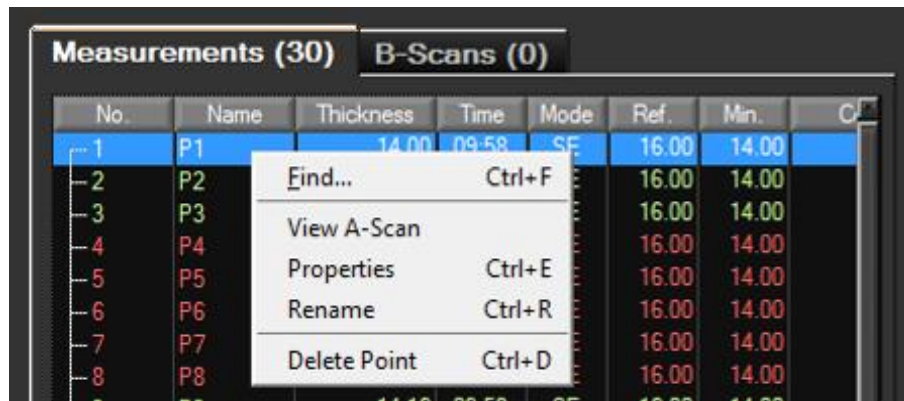 Measurements (30) B-Scans (0)
No. Name Thickness Time Mode Ref. Min.
1 P1 14.00 09:58 SE 16.00 14.00
2 P2 16.00 14.00
3 P3 16.00 14.00
4 P4 16.00 14.00
5 P5 16.00 14.00
6 P6 16.00 14.00
7 P7 16.00 14.00
8 P8 16.00 14.00
Find... Ctrl+F
View A-Scan
Properties Ctrl+E
Rename Ctrl+R
Delete Point Ctrl+D